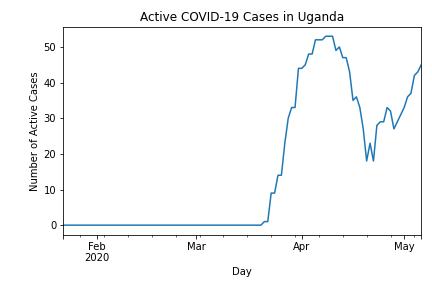 Active COVID-19 Cases in Uganda
Number of Active Cases
50
40
30
20
10
0
Feb
2020
Mar
Apr
May
Day